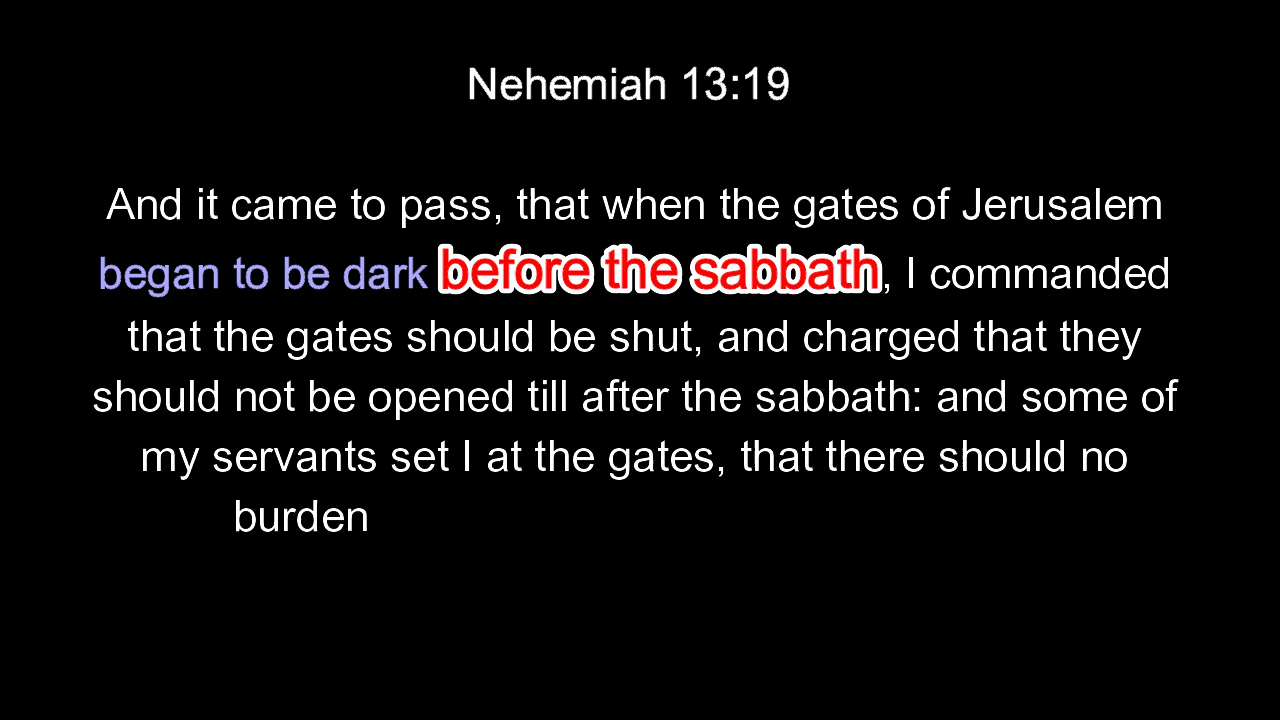 Nehemiah 13:19
And it came to pass, that when the gates of Jerusalem
began to be dark before the sabbath, I commanded
that the gates should be shut, and charged that they
should not be opened till after the sabbath: and some of
my servants set I at the gates, that there should no
burden